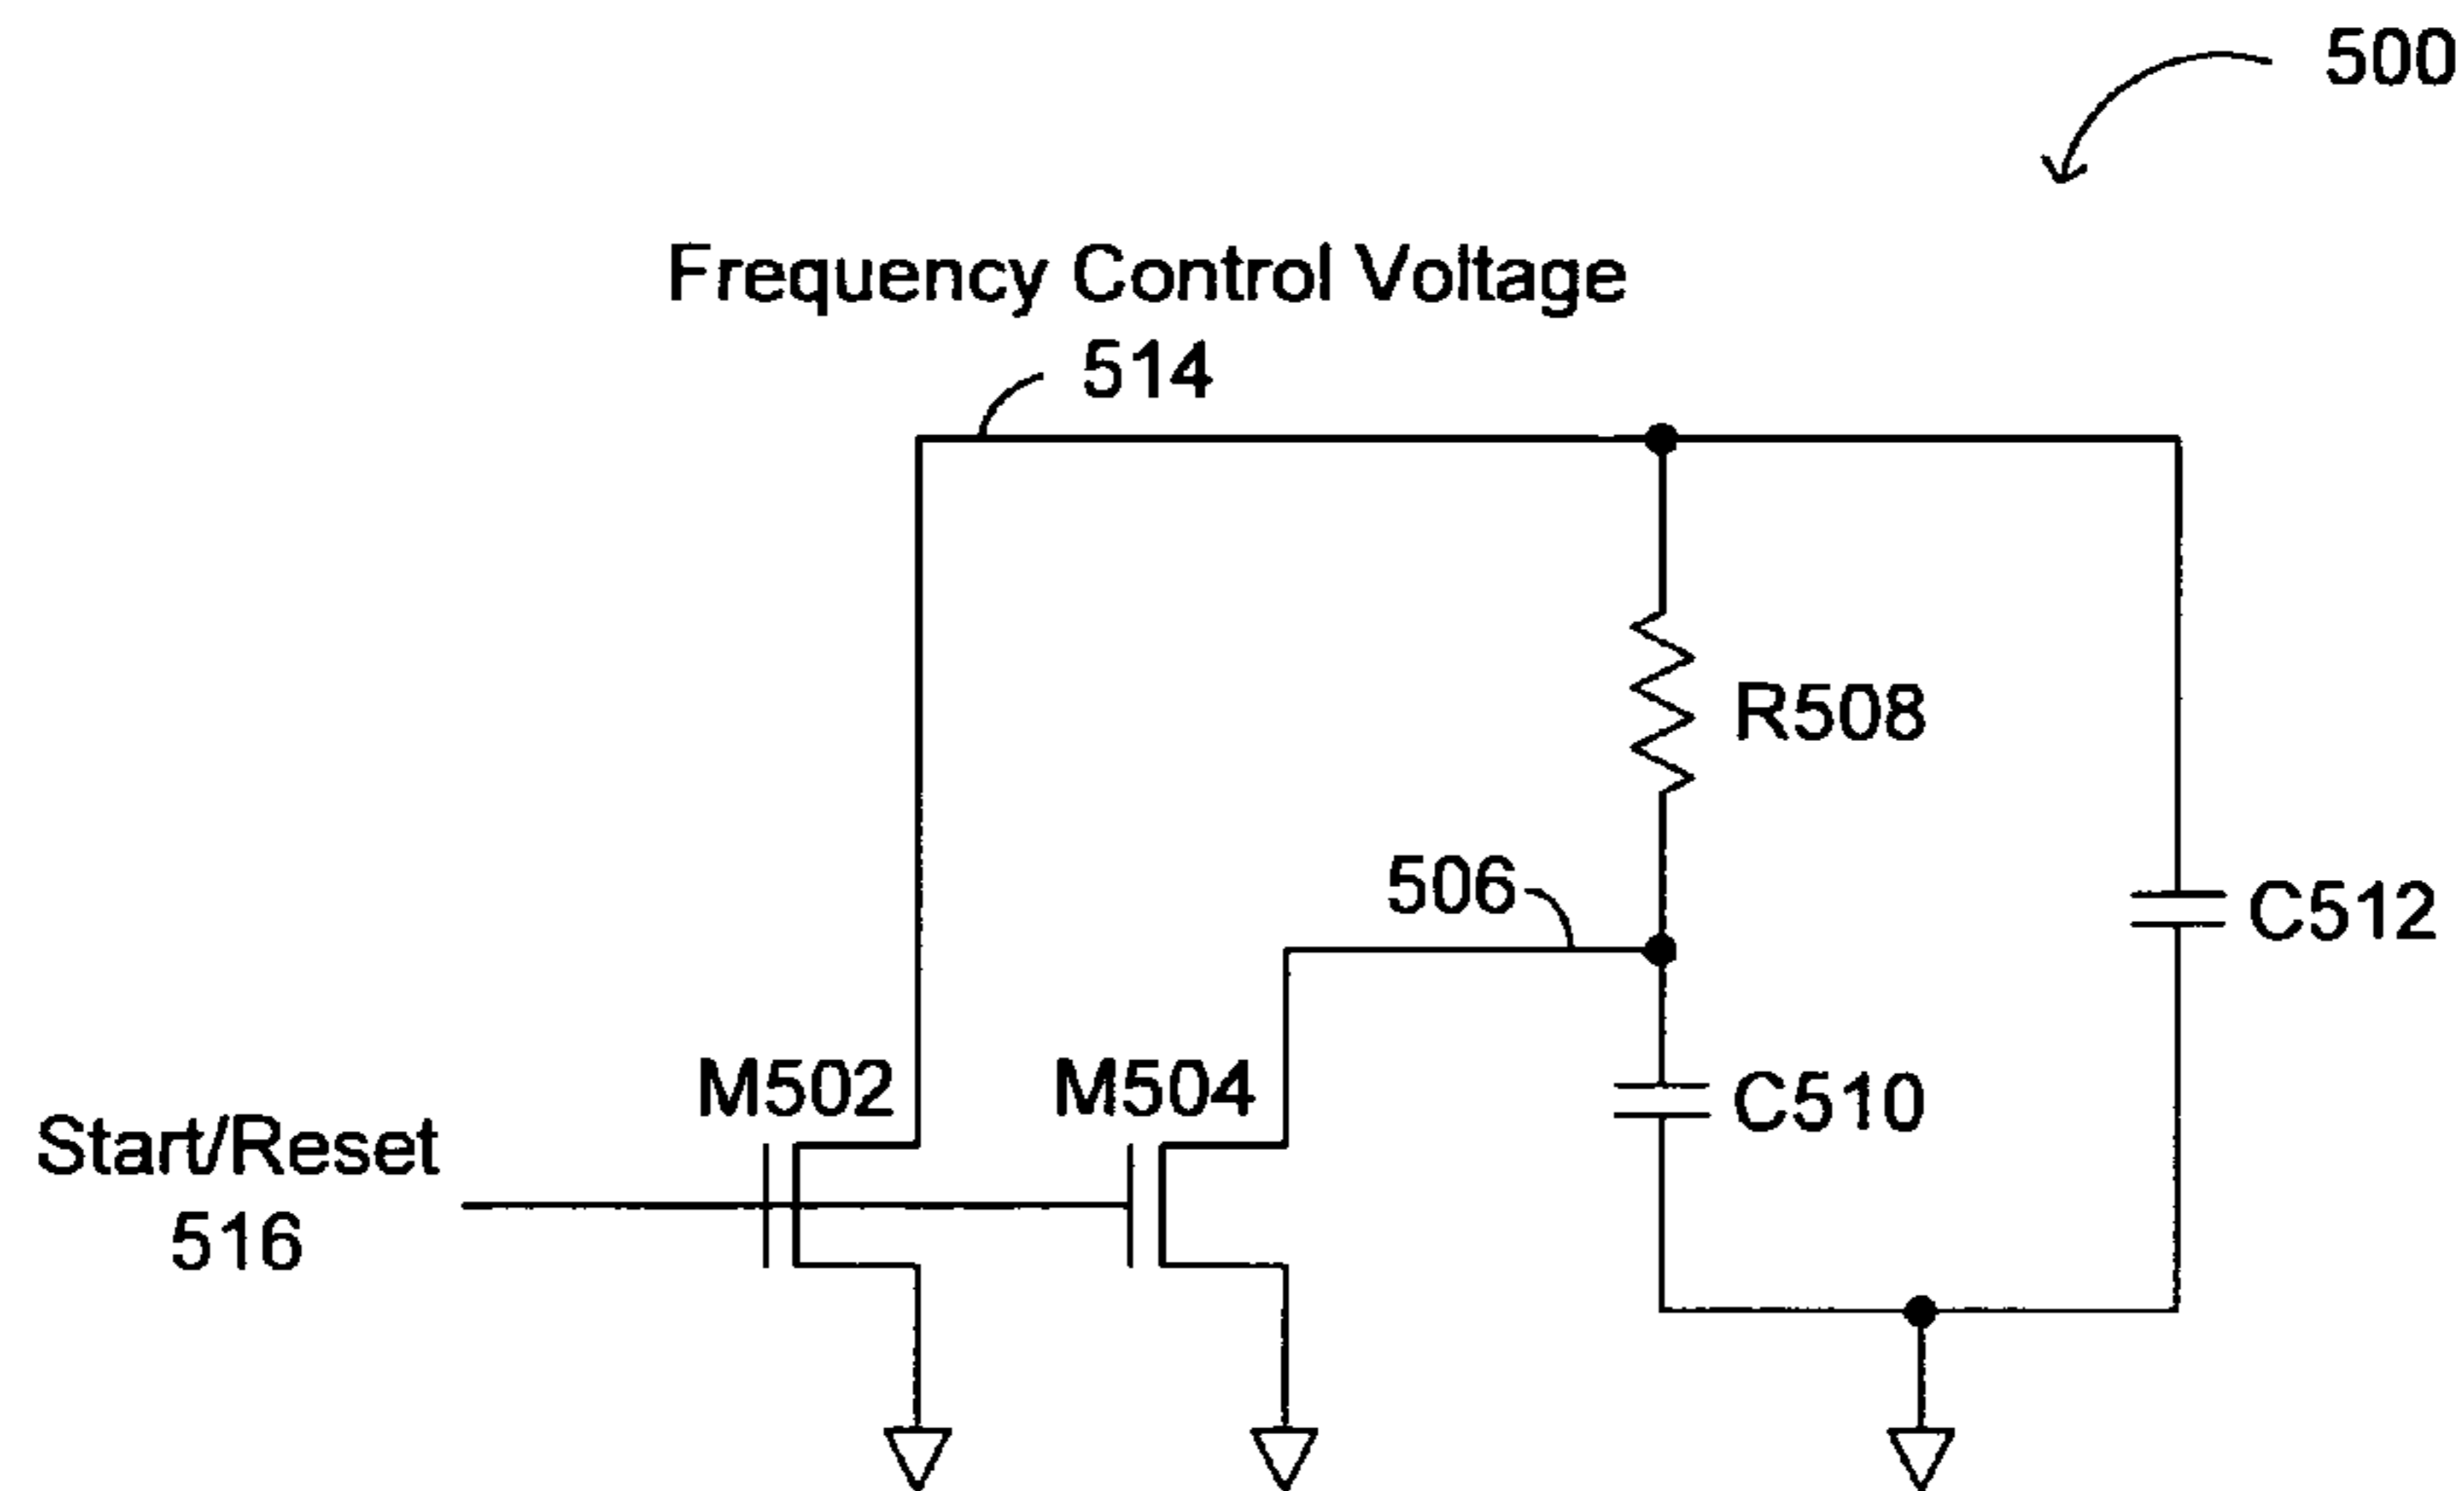 500
Frequency Control Voltage
514
R508
506
C512
M502
M504
C510
Start/Reset
516